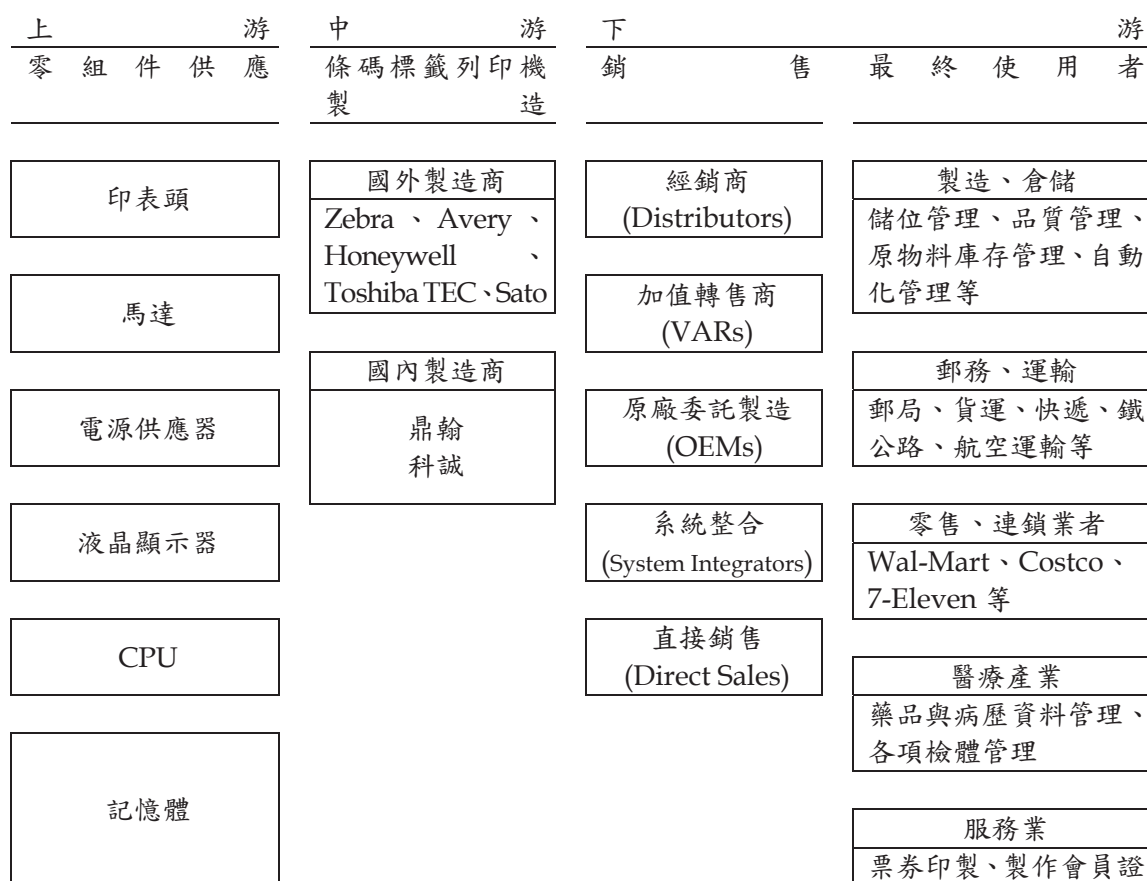 上游
零組件供應
印表頭
馬達
電源供應器
液晶顯示器
CPU
記憶體
中游
條碼標籤列印機
製造
國外製造商
Zebra、Avery、
Honeywell、
Toshiba TEC、Sato
國內製造商
鼎翰
科誠
下游
銷售
經銷商
(Distributors)
加值轉售商
(VARs)
原廠委託製造
(OEMs)
系統整合
(System Integrators)
直接銷售
(Direct Sales)
最終使用者
製造、倉儲
儲位管理、品質管理、
原物料庫存管理、自動
化管理等
郵務、運輸
郵局、貨運、快遞、鐵
公路、航空運輸等
零售、連鎖業者
Wal-Mart、Costco、
7-Eleven 等
醫療產業
藥品與病歷資料管理、
各項檢體管理
服務業
票券印製、製作會員證